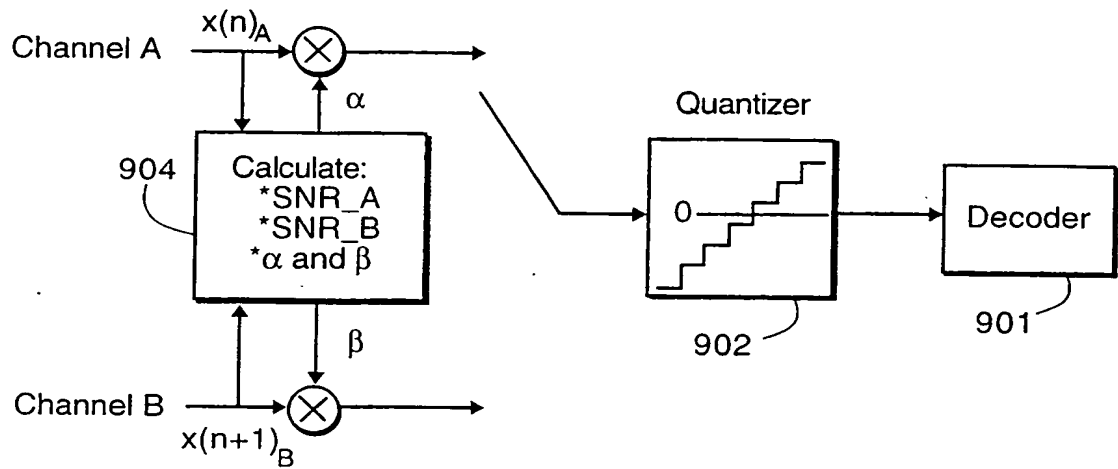 Channel A
x(n)A
α
904
Calculate:
*SNR_A
*SNR_B
*α and β
β
Channel B
x(n+1)B
Quantizer
0
902
Decoder
901